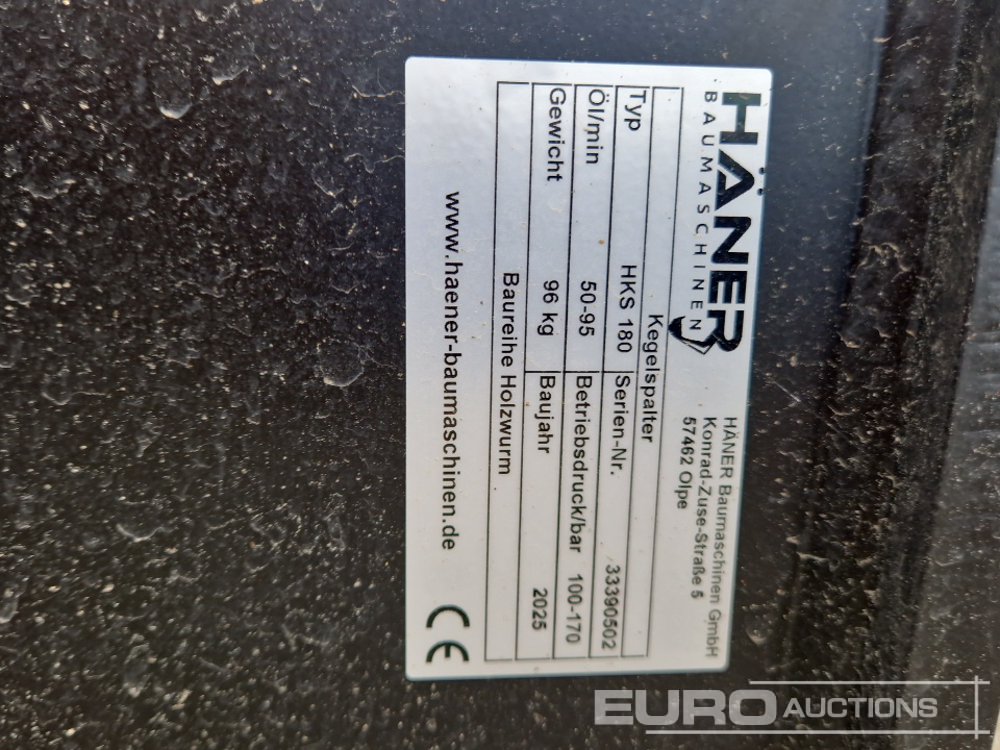 HÄNER
BAUMASCHINEN
HÄNER Baumaschinen GmbH
Konrad-Zuse-Straße 5
57462 Olpe
Kegelspalter
Typ HKS 180 Serien-Nr. 33390502
Öl/min 50-95 Betriebsdruck/bar 100-170
Gewicht 96 kg Baujahr 2025
Baureihe Holzwurm
www.haener-baumaschinen.de
CE
EURO AUCTIONS